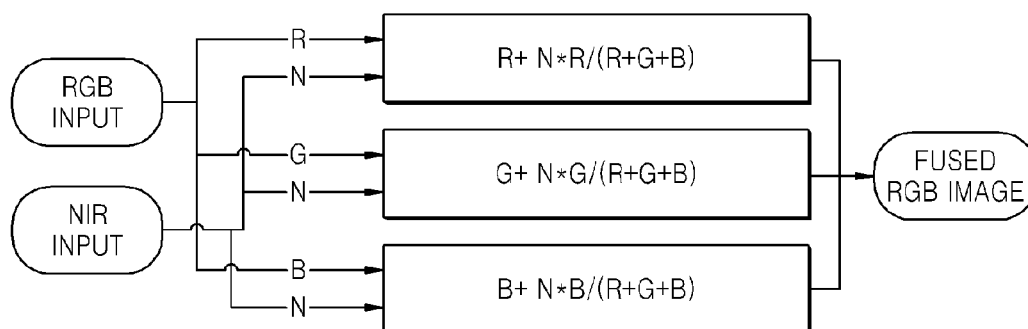 RGB
INPUT
NIR
INPUT
R
N
G
N
B
N
R+ N*R/(R+G+B)
G+ N*G/(R+G+B)
B+ N*B/(R+G+B)
FUSED
RGB IMAGE